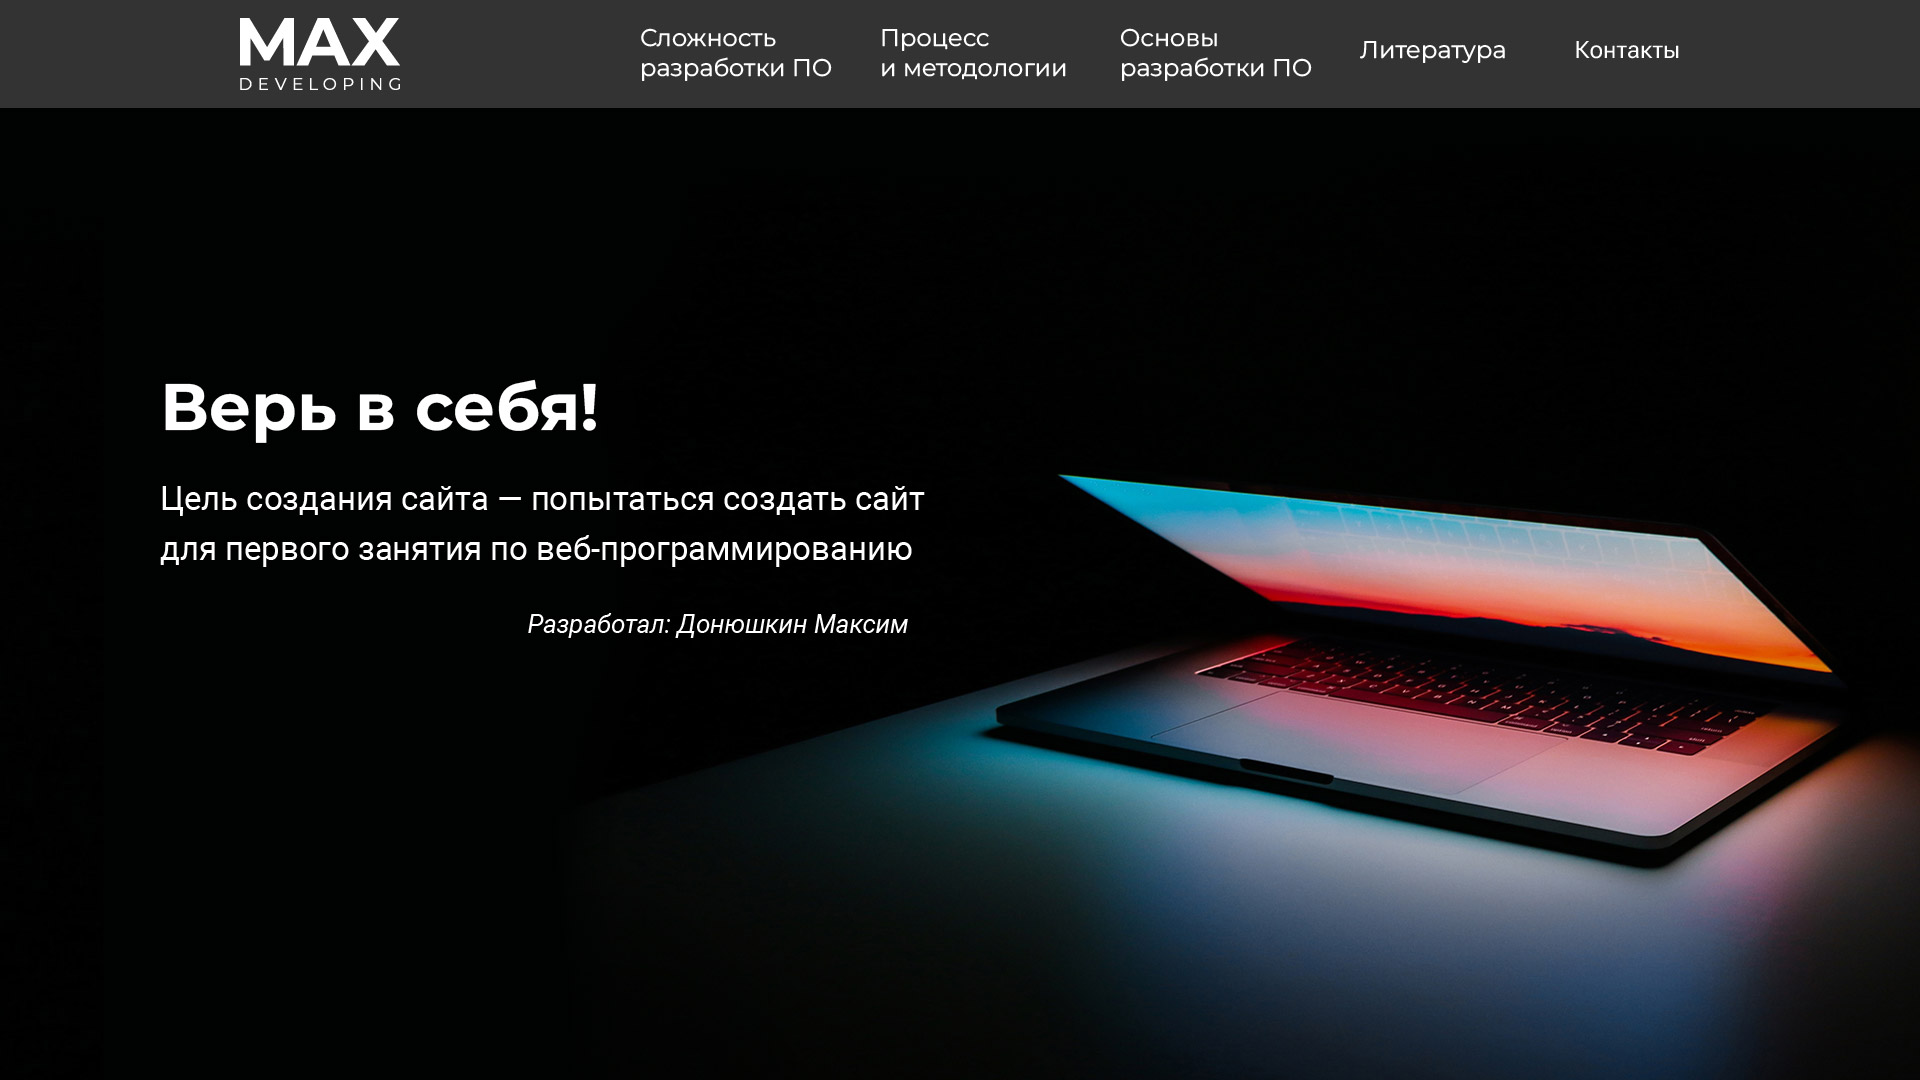 MAX
DEVELOPING
Сложность
разработки ПО
Процесс
и методологии
Основы
разработки ПО
Литература
Контакты
Верь в себя!
Цель создания сайта — попытаться создать сайт
для первого занятия по веб-программированию
Разработал: Донюшкин Максим